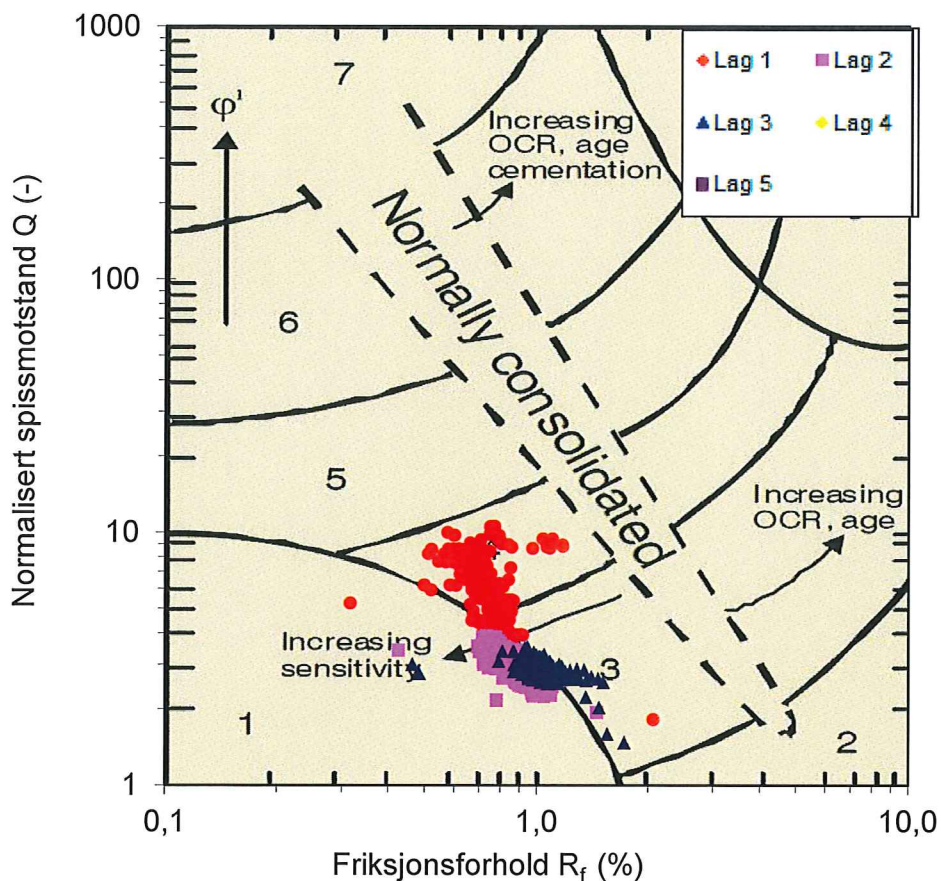 1000
100
10
1
0,1
1,0
10,0
Normalisert spissmotstand Q (-)
Friksjonsforhold R_f (%)
Lag 1
Lag 2
Lag 3
Lag 4
Lag 5
7
φ'
Increasing
OCR, age
cementation
Normally consolidated
6
5
Increasing
OCR, age
Increasing
sensitivity
3
1
2